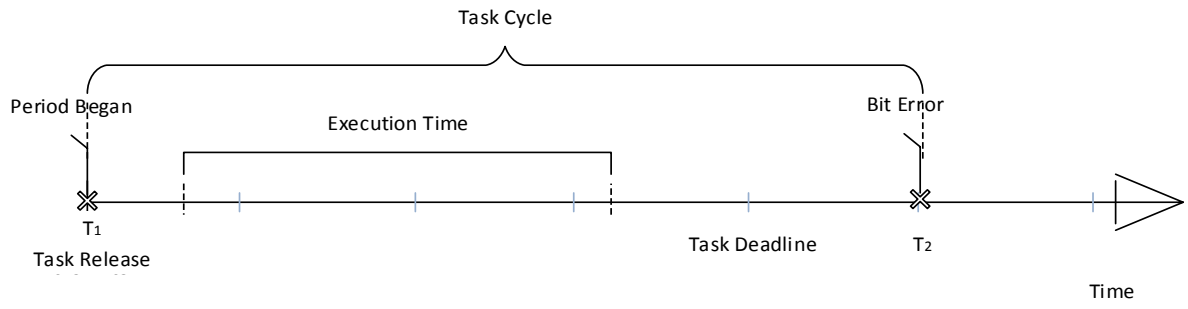 Task Cycle
Period Began
Bit Error
Execution Time
T1
Task Release
Task Deadline
T2
Time